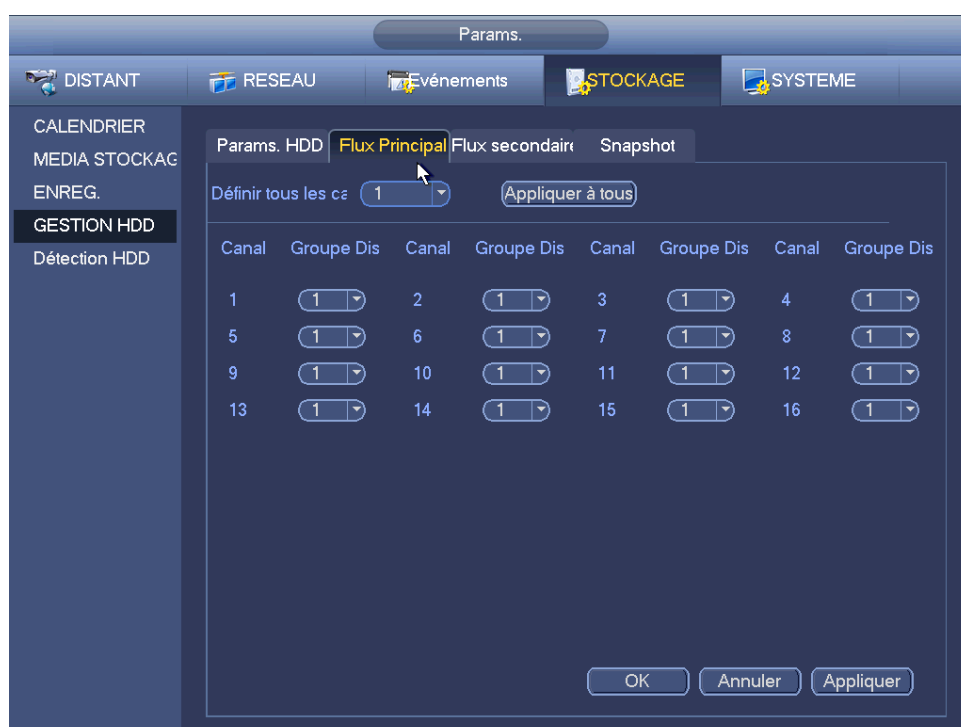 Params.
DISTANT RESEAU Evénements STOCKAGE SYSTEME
CALENDRIER
MEDIA STOCKAG
ENREG.
GESTION HDD
Détection HDD
Params. HDD Flux Principal Flux secondaire Snapshot
Définir tous les ca 1 Appliquer à tous
Canal Groupe Dis Canal Groupe Dis Canal Groupe Dis Canal Groupe Dis
1 1 2 1 3 1 4 1
5 1 6 1 7 1 8 1
9 1 10 1 11 1 12 1
13 1 14 1 15 1 16 1
OK Annuler Appliquer